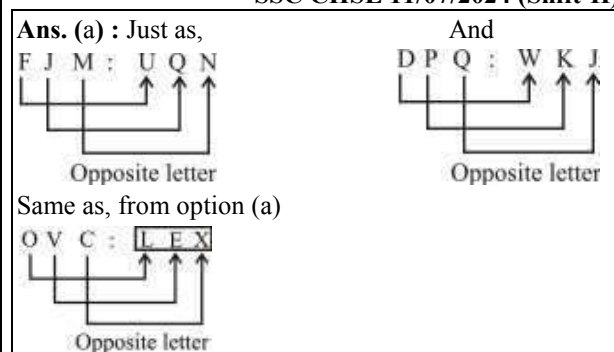 SSC CHSL 11/07/2024 (Shift-II)
Ans. (a) : Just as, And
F J M : U Q N D P Q : W K J
Opposite letter Opposite letter
Same as, from option (a)
O V C : L E X
Opposite letter